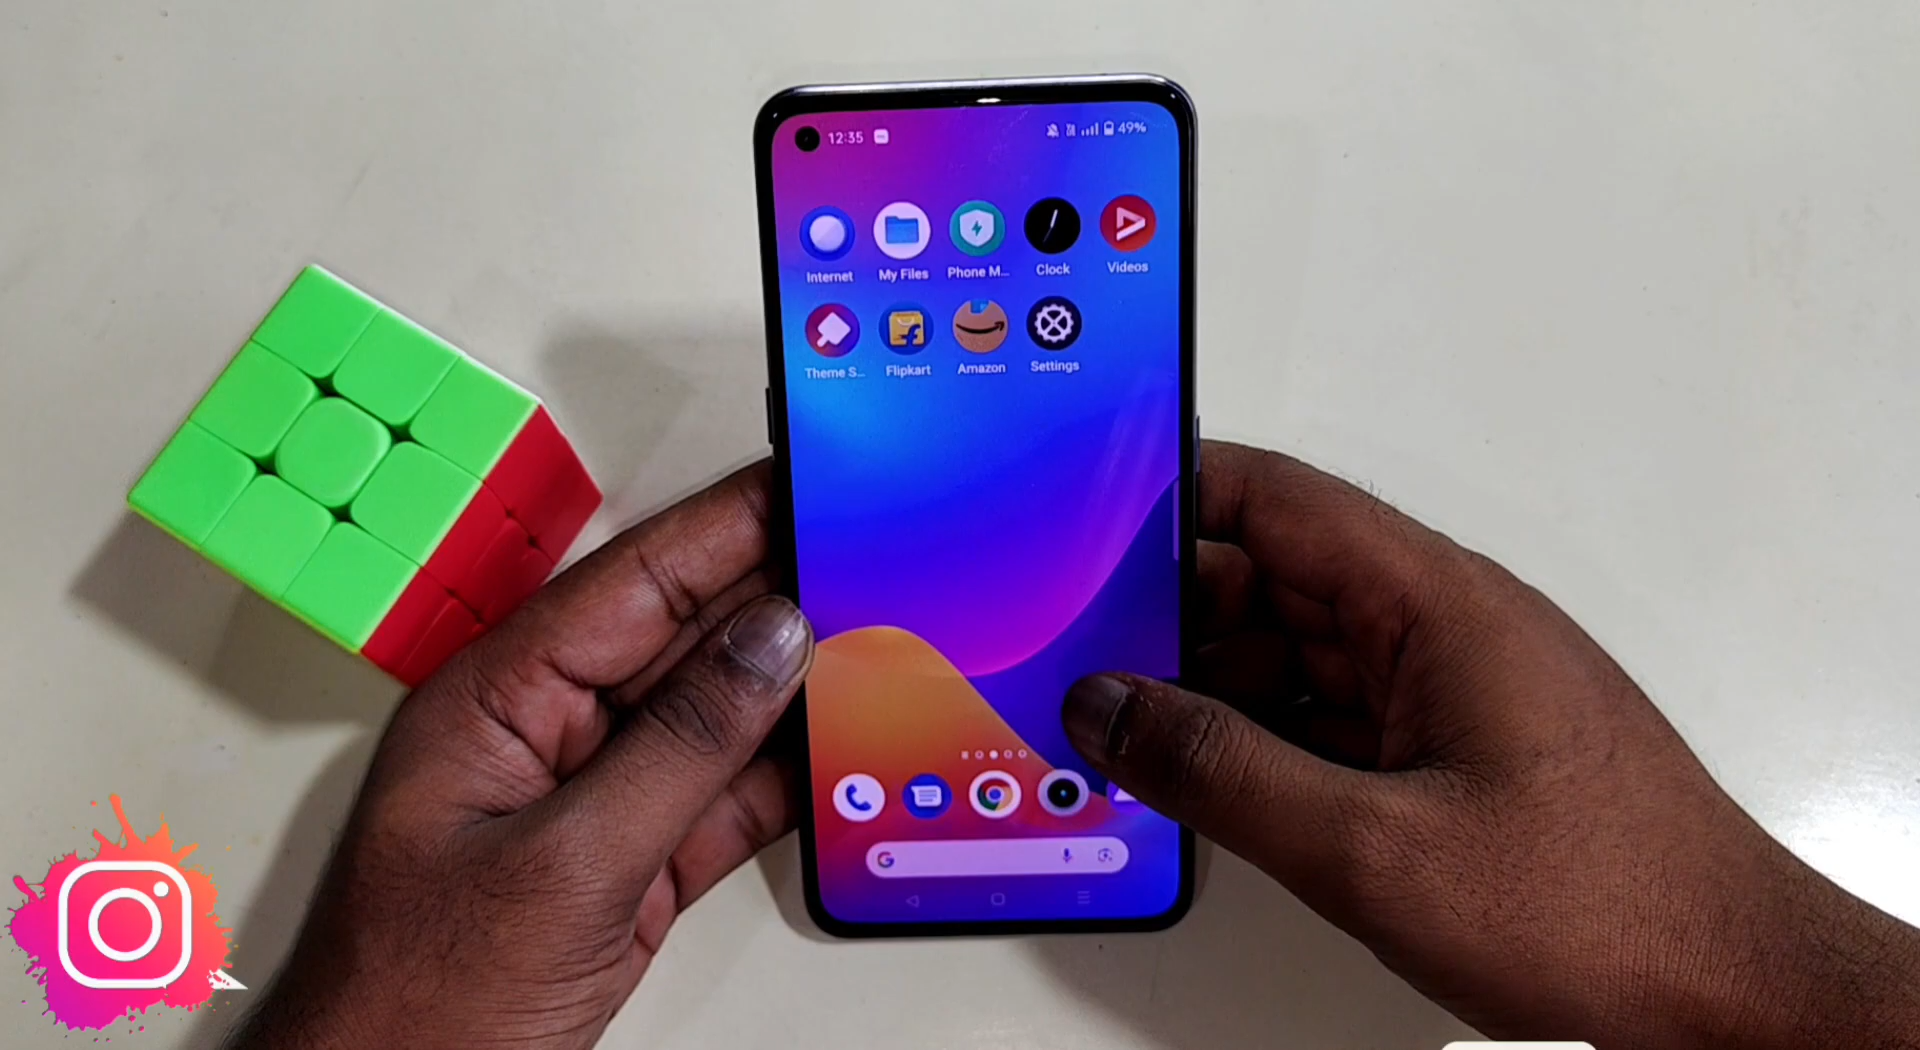 12:35 49%
Internet My Files Phone M... Clock Videos
Theme S... Flipkart Amazon Settings